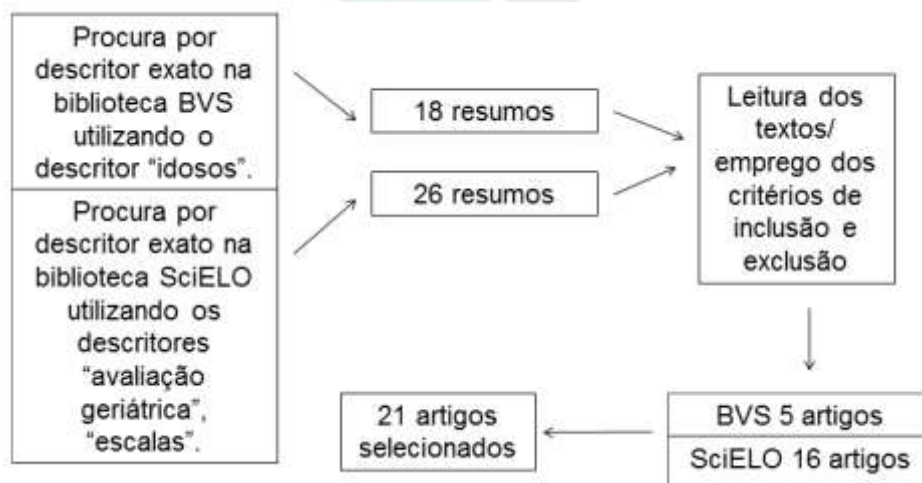 Procura por
descritor exato na
biblioteca BVS
utilizando o
descritor “idosos”.
Procura por
descritor exato na
biblioteca SciELO
utilizando os
descritores
“avaliação
geriátrica”,
“escalas”.
18 resumos
26 resumos
Leitura dos
textos/
emprego dos
critérios de
inclusão e
exclusão
BVS 5 artigos
SciELO 16 artigos
21 artigos
selecionados